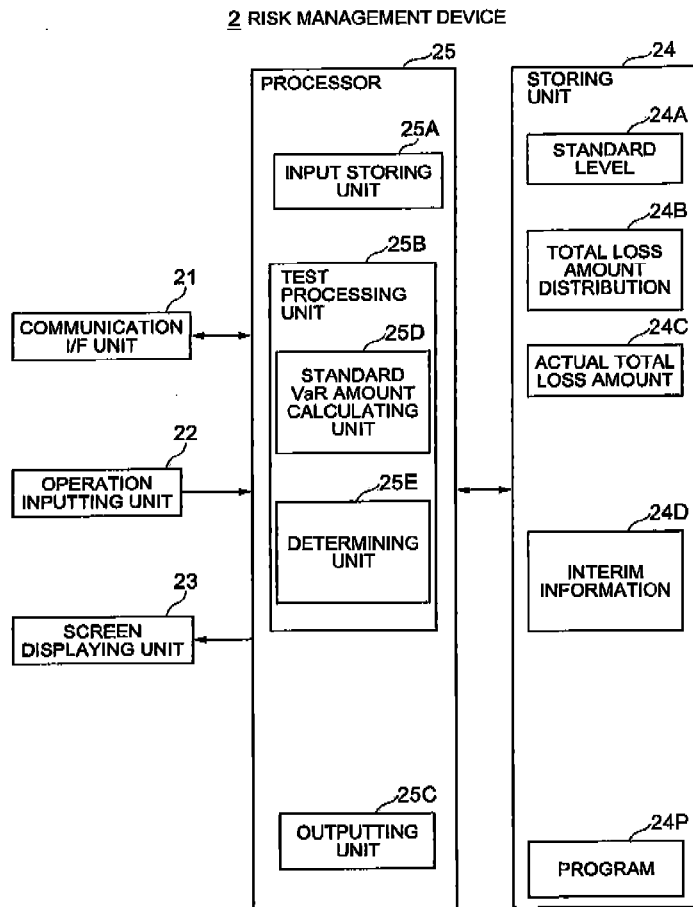 2 RISK MANAGEMENT DEVICE
25
PROCESSOR
25A
INPUT STORING
UNIT
25B
TEST
PROCESSING
UNIT
25D
STANDARD
VaR AMOUNT
CALCULATING
UNIT
25E
DETERMINING
UNIT
25C
OUTPUTTING
UNIT
21
COMMUNICATION
I/F UNIT
22
OPERATION
INPUTTING UNIT
23
SCREEN
DISPLAYING UNIT
24
STORING
UNIT
24A
STANDARD
LEVEL
24B
TOTAL LOSS
AMOUNT
DISTRIBUTION
24C
ACTUAL TOTAL
LOSS AMOUNT
24D
INTERIM
INFORMATION
24P
PROGRAM